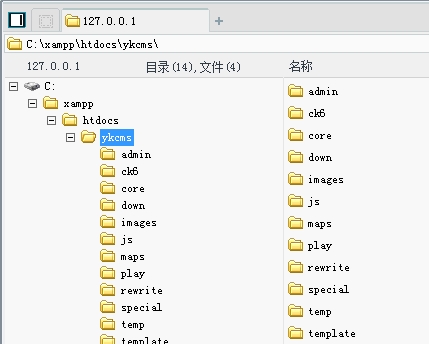 127.0.0.1
C:\xampp\htdocs\ykcms\
127.0.0.1 目录(14),文件(4) 名称
C:
xampp
htdocs
ykcms
admin
ck6
core
down
images
js
maps
play
rewrite
special
temp
template
admin
ck6
core
down
images
js
maps
play
rewrite
special
temp
template